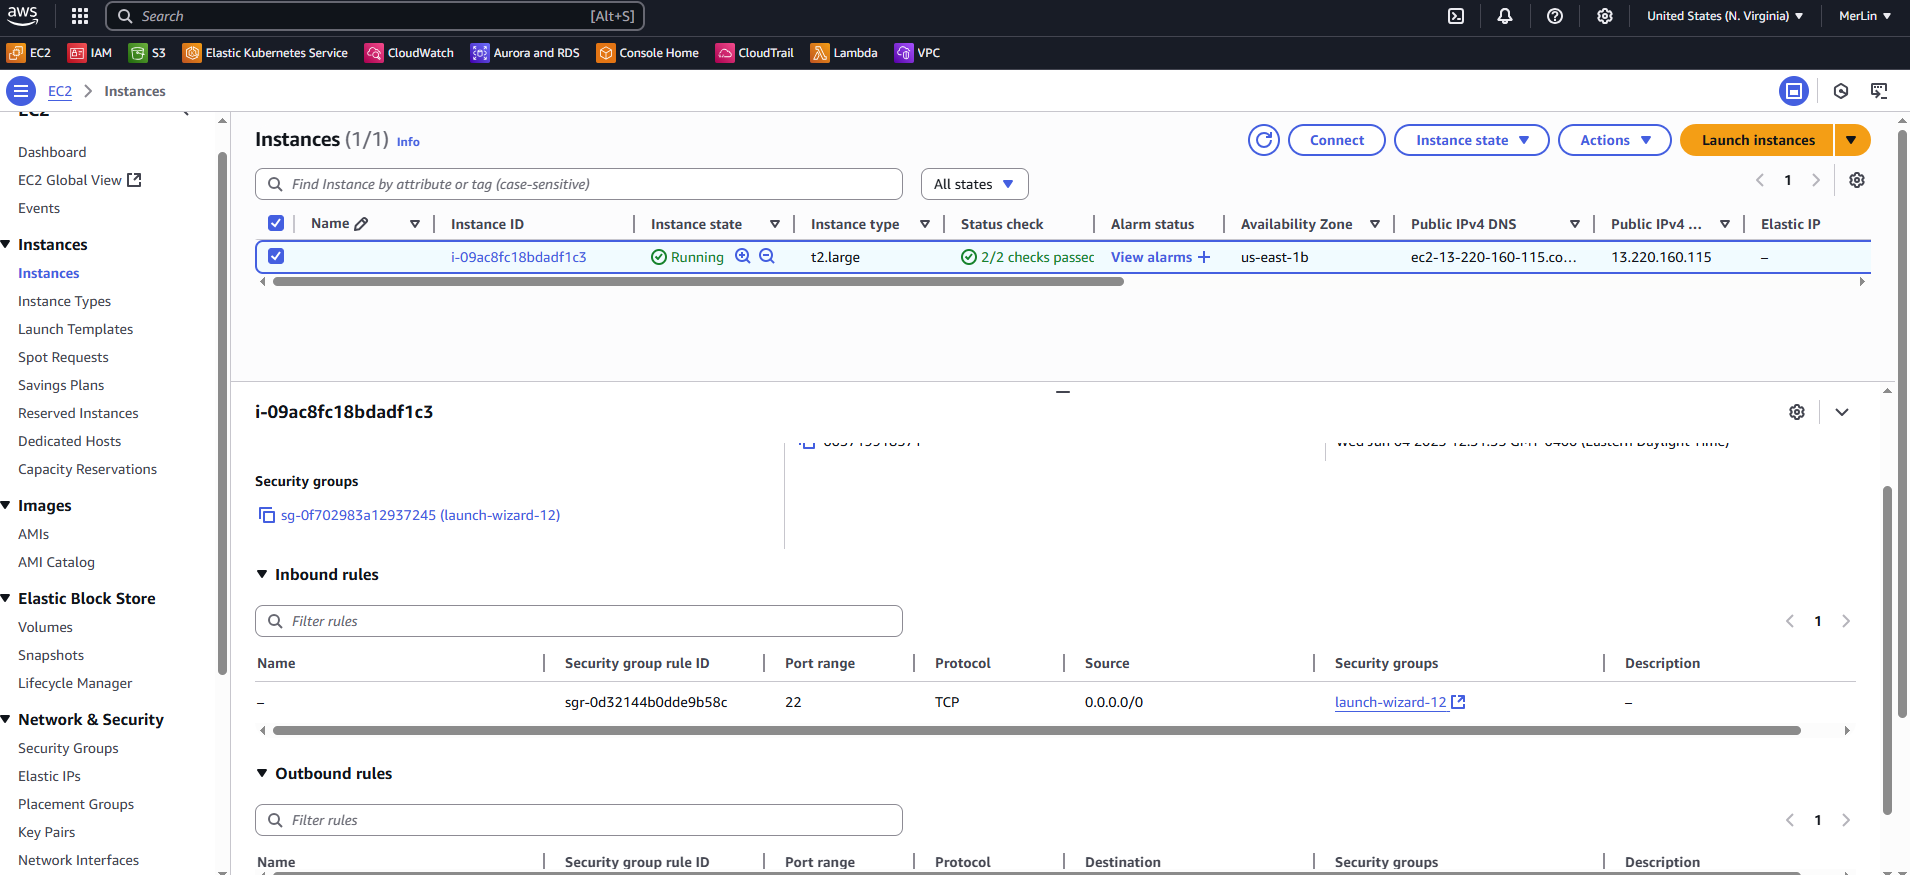 aws Search [Alt+S] United States (N. Virginia) MerLin
EC2 IAM S3 Elastic Kubernetes Service CloudWatch Aurora and RDS Console Home CloudTrail Lambda VPC
EC2 Instances
EC2
Dashboard
EC2 Global View
Events
Instances
Instances
Instance Types
Launch Templates
Spot Requests
Savings Plans
Reserved Instances
Dedicated Hosts
Capacity Reservations
Images
AMIs
AMI Catalog
Elastic Block Store
Volumes
Snapshots
Lifecycle Manager
Network & Security
Security Groups
Elastic IPs
Placement Groups
Key Pairs
Network Interfaces
Instances (1/1) Info Connect Instance state Actions Launch instances
Find Instance by attribute or tag (case-sensitive) All states 1
Name Instance ID Instance state Instance type Status check Alarm status Availability Zone Public IPv4 DNS Public IPv4 ... Elastic IP
i-09ac8fc18bdadf1c3 Running t2.large 2/2 checks passec View alarms + us-east-1b ec2-13-220-160-115.co... 13.220.160.115 –
i-09ac8fc18bdadf1c3
(Eastern Daylight Time)
Security groups
sg-0f702983a12937245 (launch-wizard-12)
Inbound rules
Filter rules 1
Name Security group rule ID Port range Protocol Source Security groups Description
– sgr-0d32144b0dde9b58c 22 TCP 0.0.0.0/0 launch-wizard-12 –
Outbound rules
Filter rules 1
Name Security group rule ID Port range Protocol Destination Security groups Description